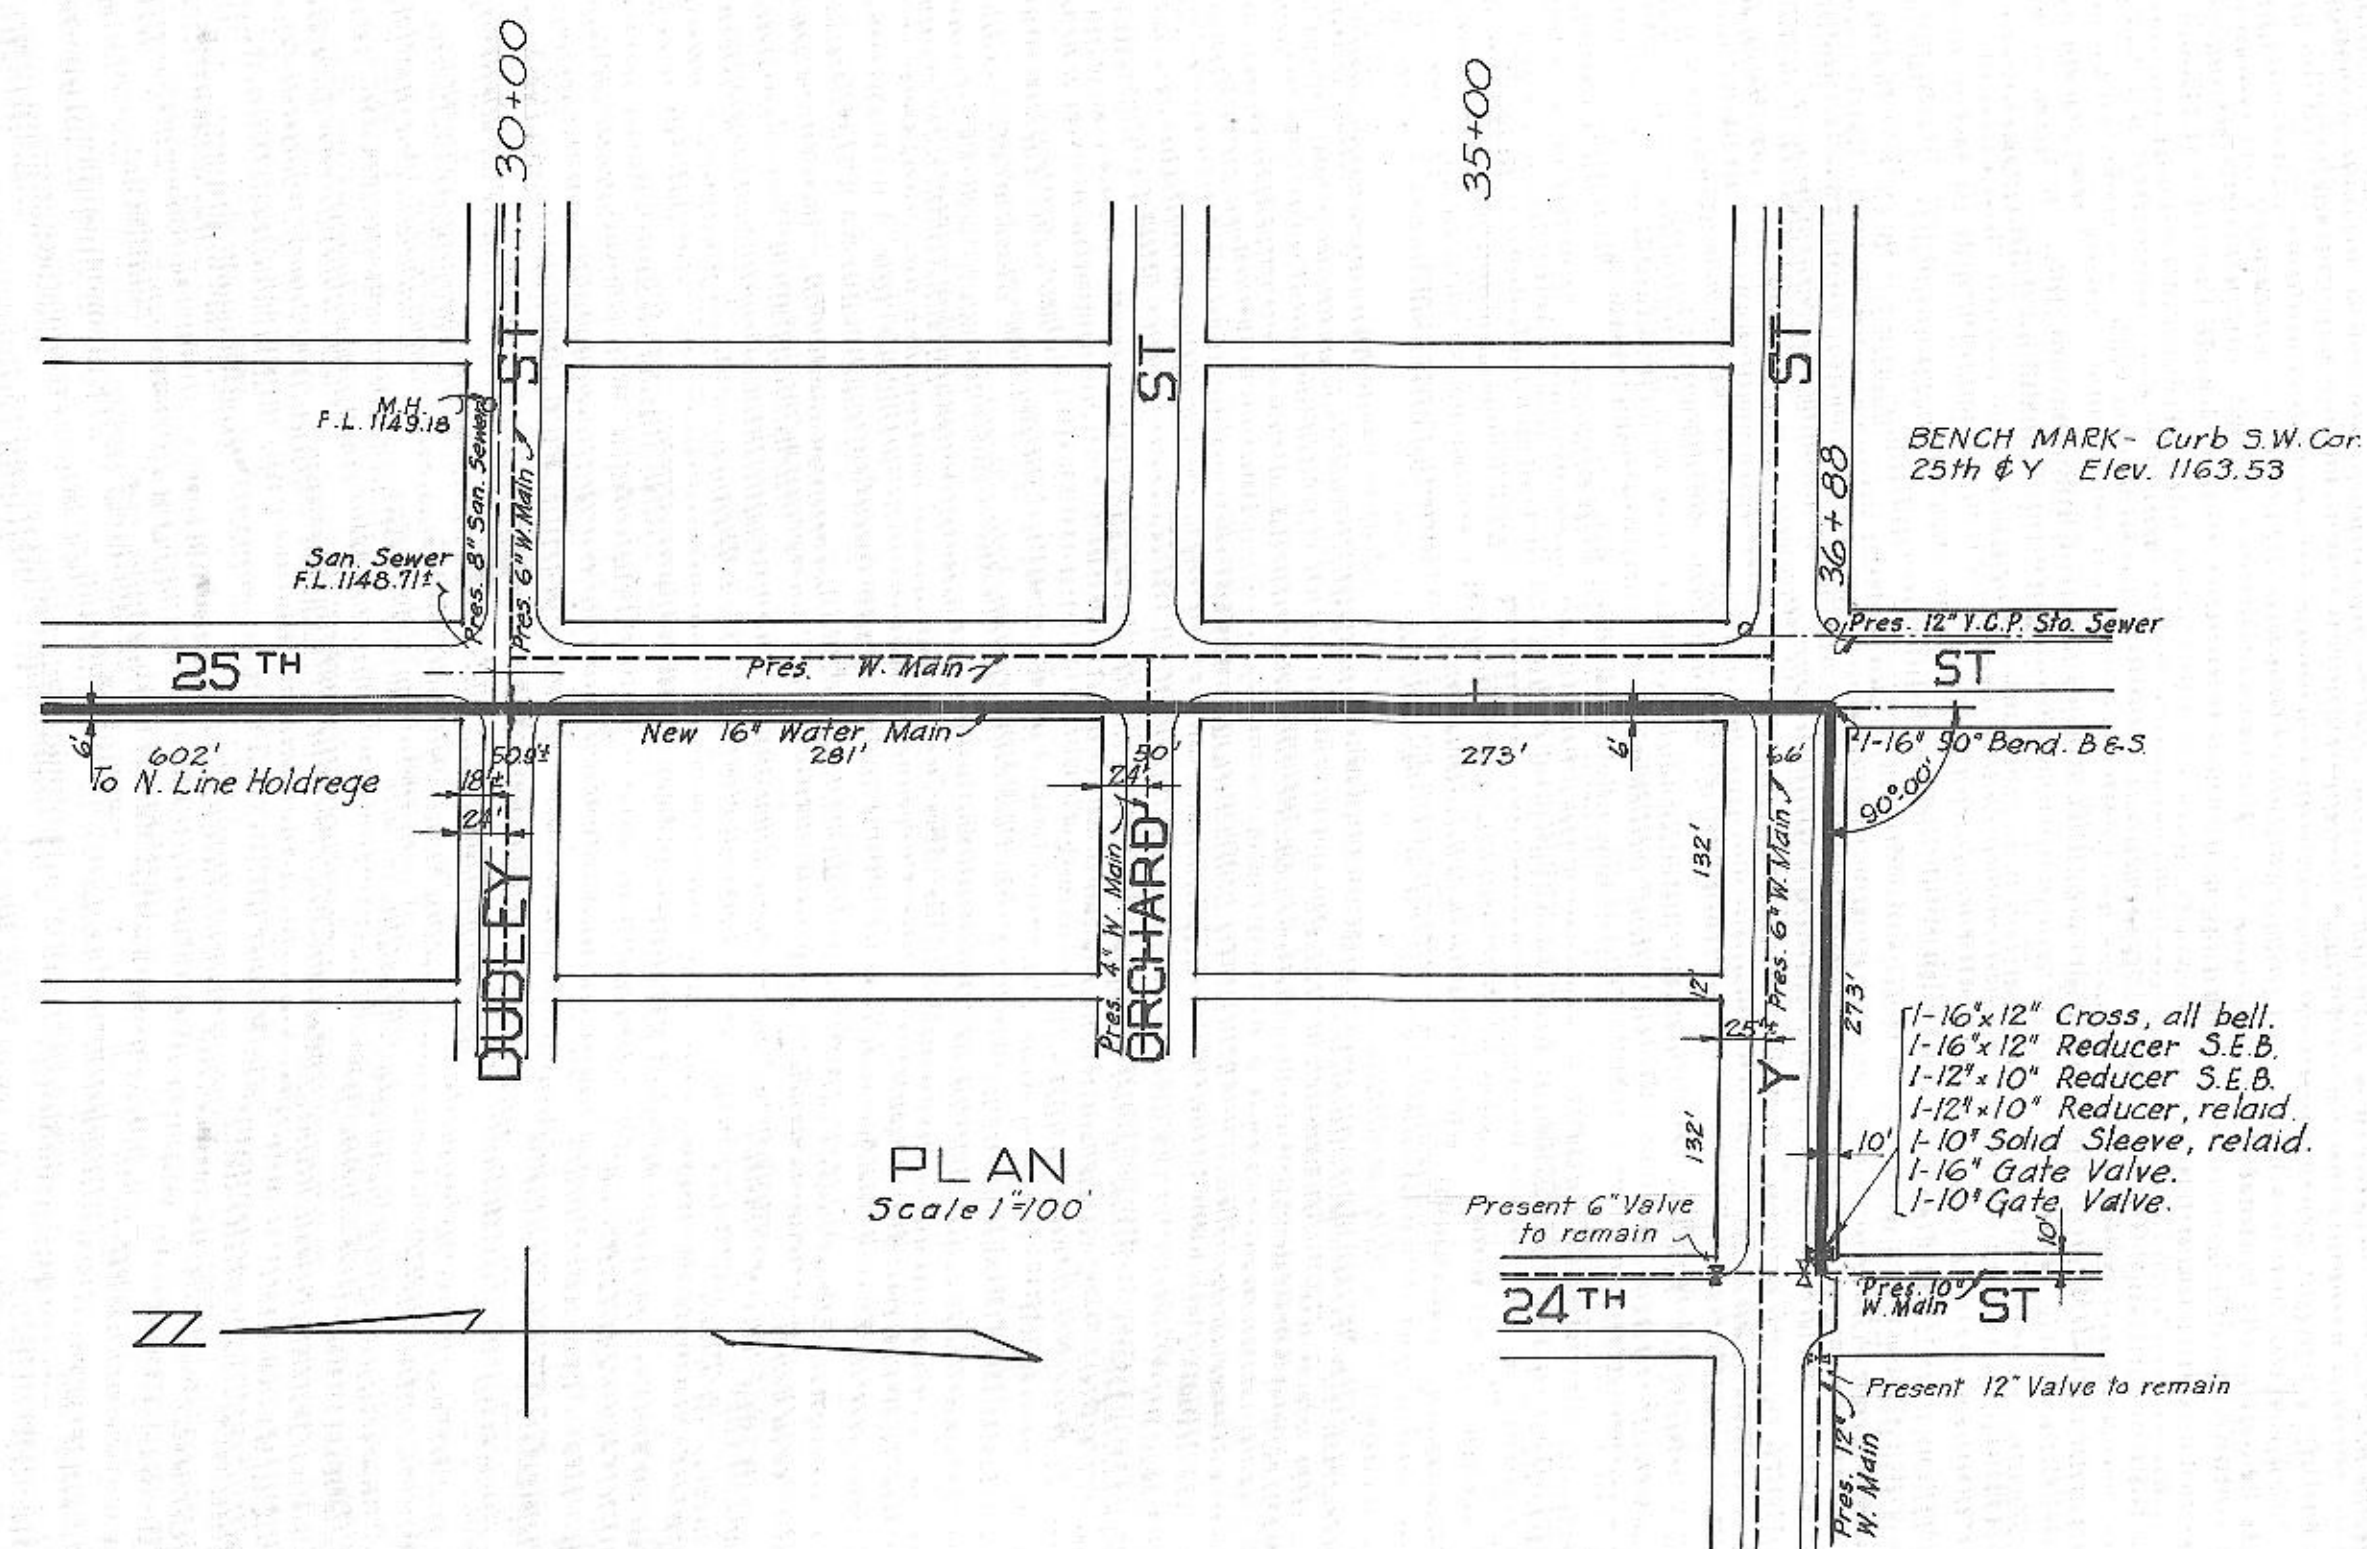 30+00
35+00
ST
ST
ST
M.H.
F.L. 1149.18
Pres. 8" San. Sewer
Pres. 6" W. Main
San. Sewer
F.L. 1148.71±
BENCH MARK- Curb S.W. Cor.
25th & Y Elev. 1163.53
36+88
Pres. 12" V.C.P. Sto. Sewer
25TH
Pres. W. Main
ST
New 16" Water Main
6'
602'
To N. Line Holdrege
50.9'±
281'
50'
273'
6'
66'
1-16" 90° Bend. B&S.
90°-00'
18'±
24'
24'
DUDLEY
Pres. 4" W. Main
ORCHARD
132'
12'
132'
Pres. 6" W. Main
25'±
Y
273'
10'
1-16"x12" Cross, all bell.
1-16"x12" Reducer S.E.B.
1-12"x10" Reducer S.E.B.
1-12"x10" Reducer, relaid.
1-10" Solid Sleeve, relaid.
1-16" Gate Valve.
1-10" Gate Valve.
10'
PLAN
Scale 1"=100'
Present 6" Valve
to remain
24TH
Pres. 10"
W. Main
ST
Present 12" Valve to remain
Pres. 12"
W. Main
N